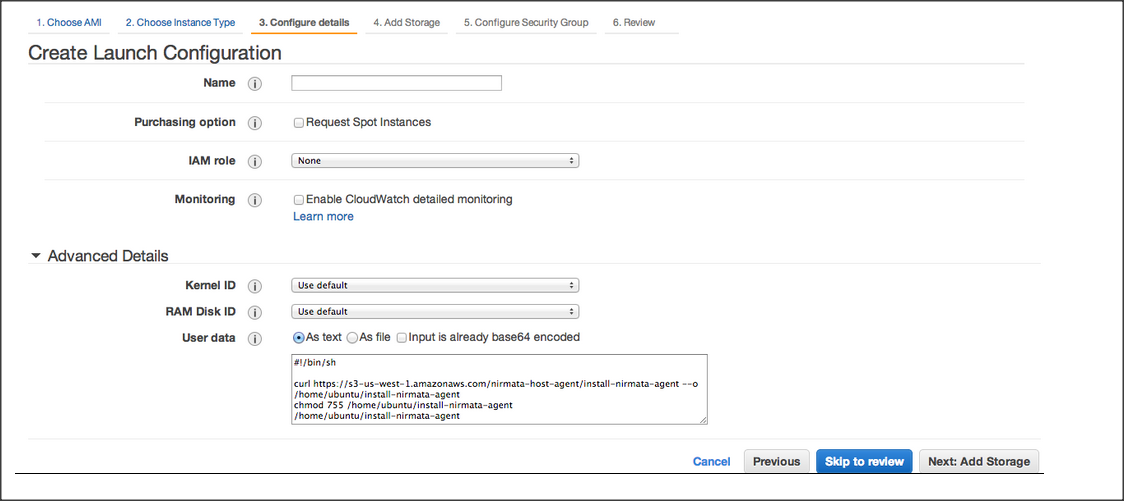 1. Choose AMI 2. Choose Instance Type 3. Configure details 4. Add Storage 5. Configure Security Group 6. Review
Create Launch Configuration
Name i
Purchasing option i Request Spot Instances
IAM role i None
Monitoring i Enable CloudWatch detailed monitoring
Learn more
Advanced Details
Kernel ID i Use default
RAM Disk ID i Use default
User data i As text As file Input is already base64 encoded
#!/bin/sh
curl https://s3-us-west-1.amazonaws.com/nirmata-host-agent/install-nirmata-agent --o
/home/ubuntu/install-nirmata-agent
chmod 755 /home/ubuntu/install-nirmata-agent
/home/ubuntu/install-nirmata-agent
Cancel Previous Skip to review Next: Add Storage